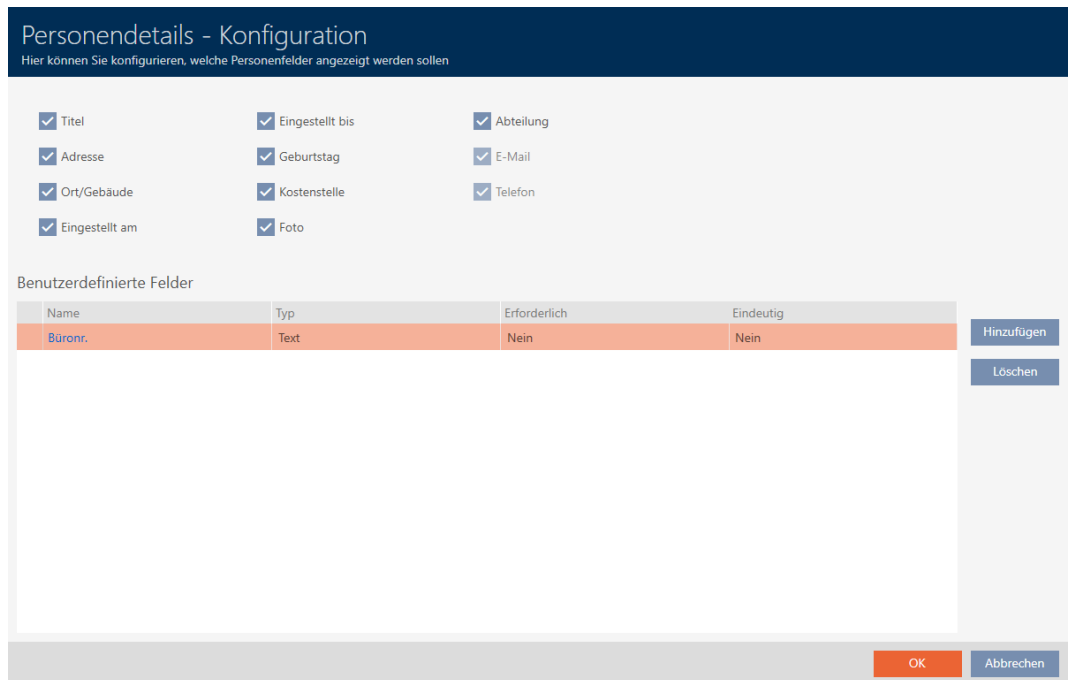 Personendetails - Konfiguration
Hier können Sie konfigurieren, welche Personenfelder angezeigt werden sollen
Titel
Eingestellt bis
Abteilung
Adresse
Geburtstag
E-Mail
Ort/Gebäude
Kostenstelle
Telefon
Eingestellt am
Foto
Benutzerdefinierte Felder
Name Typ Erforderlich Eindeutig
Büronr. Text Nein Nein
Hinzufügen
Löschen
OK
Abbrechen